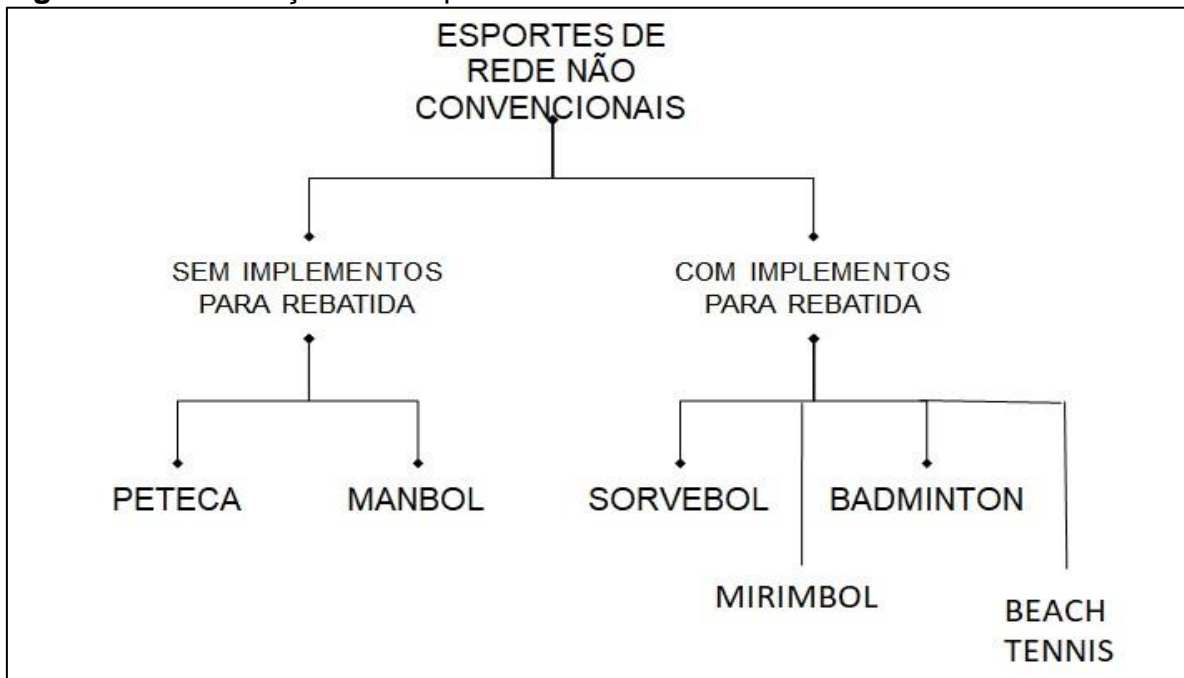 ESPORTES DE
REDE NÃO
CONVENCIONAIS
SEM IMPLEMENTOS
PARA REBATIDA
COM IMPLEMENTOS
PARA REBATIDA
PETECA
MANBOL
SORVEBOL
BADMINTON
MIRIMBOL
BEACH
TENNIS